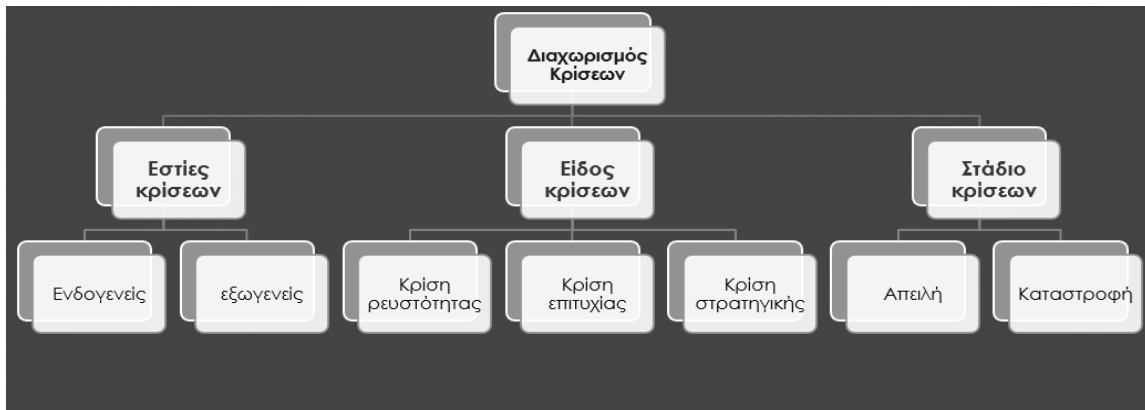 Διαχωρισμός
Κρίσεων
Εστίες
κρίσεων
Είδος
κρίσεων
Στάδιο
κρίσεων
Ενδογενείς
εξωγενείς
Κρίση
ρευστότητας
Κρίση
επιτυχίας
Κρίση
στρατηγικής
Απειλή
Καταστροφή